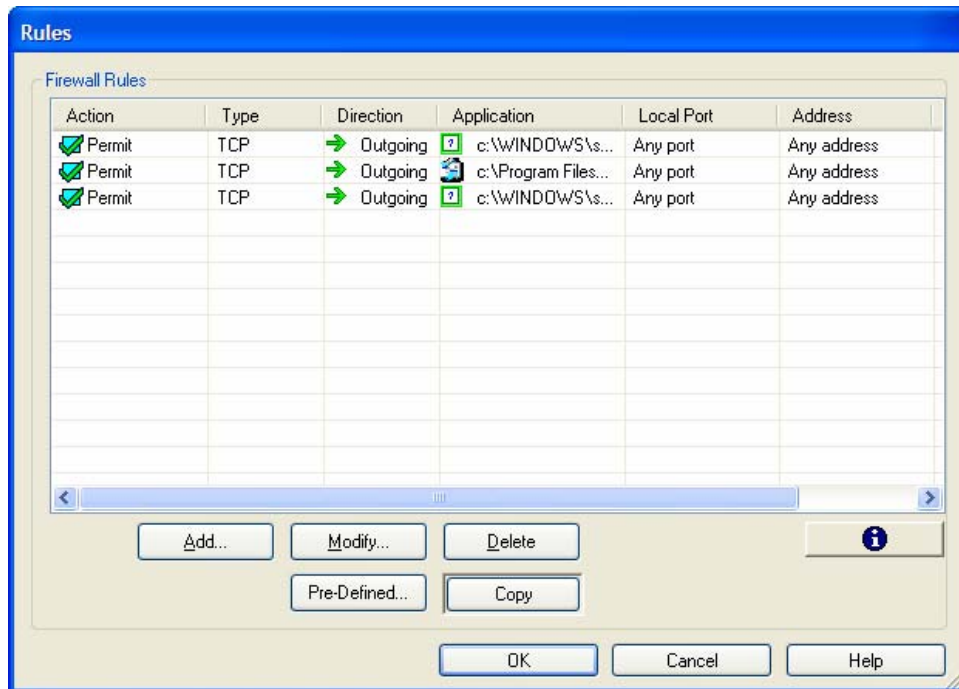 Rules
Firewall Rules
Action Type Direction Application Local Port Address
Permit TCP Outgoing c:\WINDOWS\s... Any port Any address
Permit TCP Outgoing c:\Program Files... Any port Any address
Permit TCP Outgoing c:\WINDOWS\s... Any port Any address
Add... Modify... Delete
Pre-Defined... Copy
OK Cancel Help